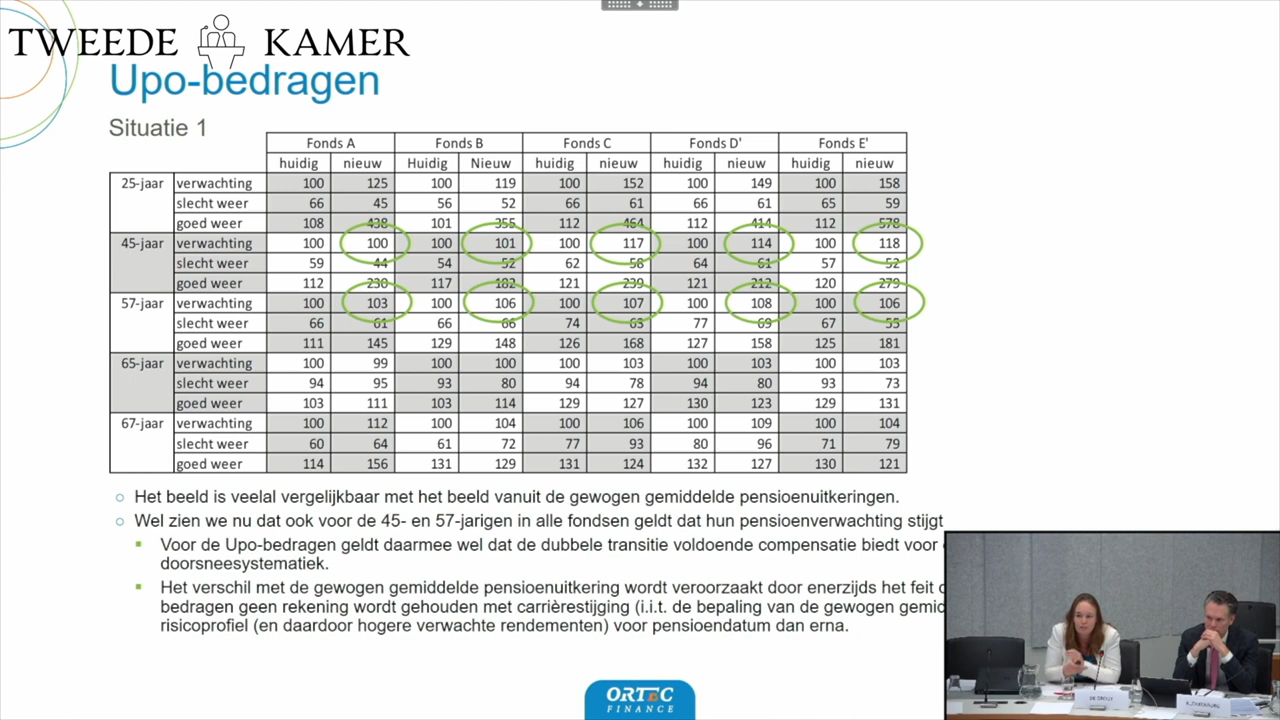 TWEEDE KAMER
Upo-bedragen
Situatie 1
Fonds A Fonds B Fonds C Fonds D' Fonds E'
huidig nieuw Huidig Nieuw huidig nieuw huidig nieuw huidig nieuw
25-jaar verwachting 100 125 100 119 100 152 100 149 100 158
slecht weer 66 45 56 52 66 61 66 61 65 59
goed weer 108 438 101 355 112 464 112 414 112 578
45-jaar verwachting 100 100 100 101 100 117 100 114 100 118
slecht weer 59 44 54 52 62 58 64 61 57 52
goed weer 112 230 117 182 121 239 121 212 120 279
57-jaar verwachting 100 103 100 106 100 107 100 108 100 106
slecht weer 66 61 66 66 74 63 77 69 67 55
goed weer 111 145 129 148 126 168 127 158 125 181
65-jaar verwachting 100 99 100 100 100 103 100 103 100 103
slecht weer 94 95 93 80 94 78 94 80 93 73
goed weer 103 111 103 114 129 127 130 123 129 131
67-jaar verwachting 100 112 100 104 100 106 100 109 100 104
slecht weer 60 64 61 72 77 93 80 96 71 79
goed weer 114 156 131 129 131 124 132 127 130 121
Het beeld is veelal vergelijkbaar met het beeld vanuit de gewogen gemiddelde pensioenuitkeringen.
Wel zien we nu dat ook voor de 45- en 57-jarigen in alle fondsen geldt dat hun pensioenverwachting stijgt
Voor de Upo-bedragen geldt daarmee wel dat de dubbele transitie voldoende compensatie biedt voor
doorsneesystematiek.
Het verschil met de gewogen gemiddelde pensioenuitkering wordt veroorzaakt door enerzijds het feit
bedragen geen rekening wordt gehouden met carrièrestijging (i.i.t. de bepaling van de gewogen gemid
risicoprofiel (en daardoor hogere verwachte rendementen) voor pensioendatum dan erna.
ORTEC
FINANCE